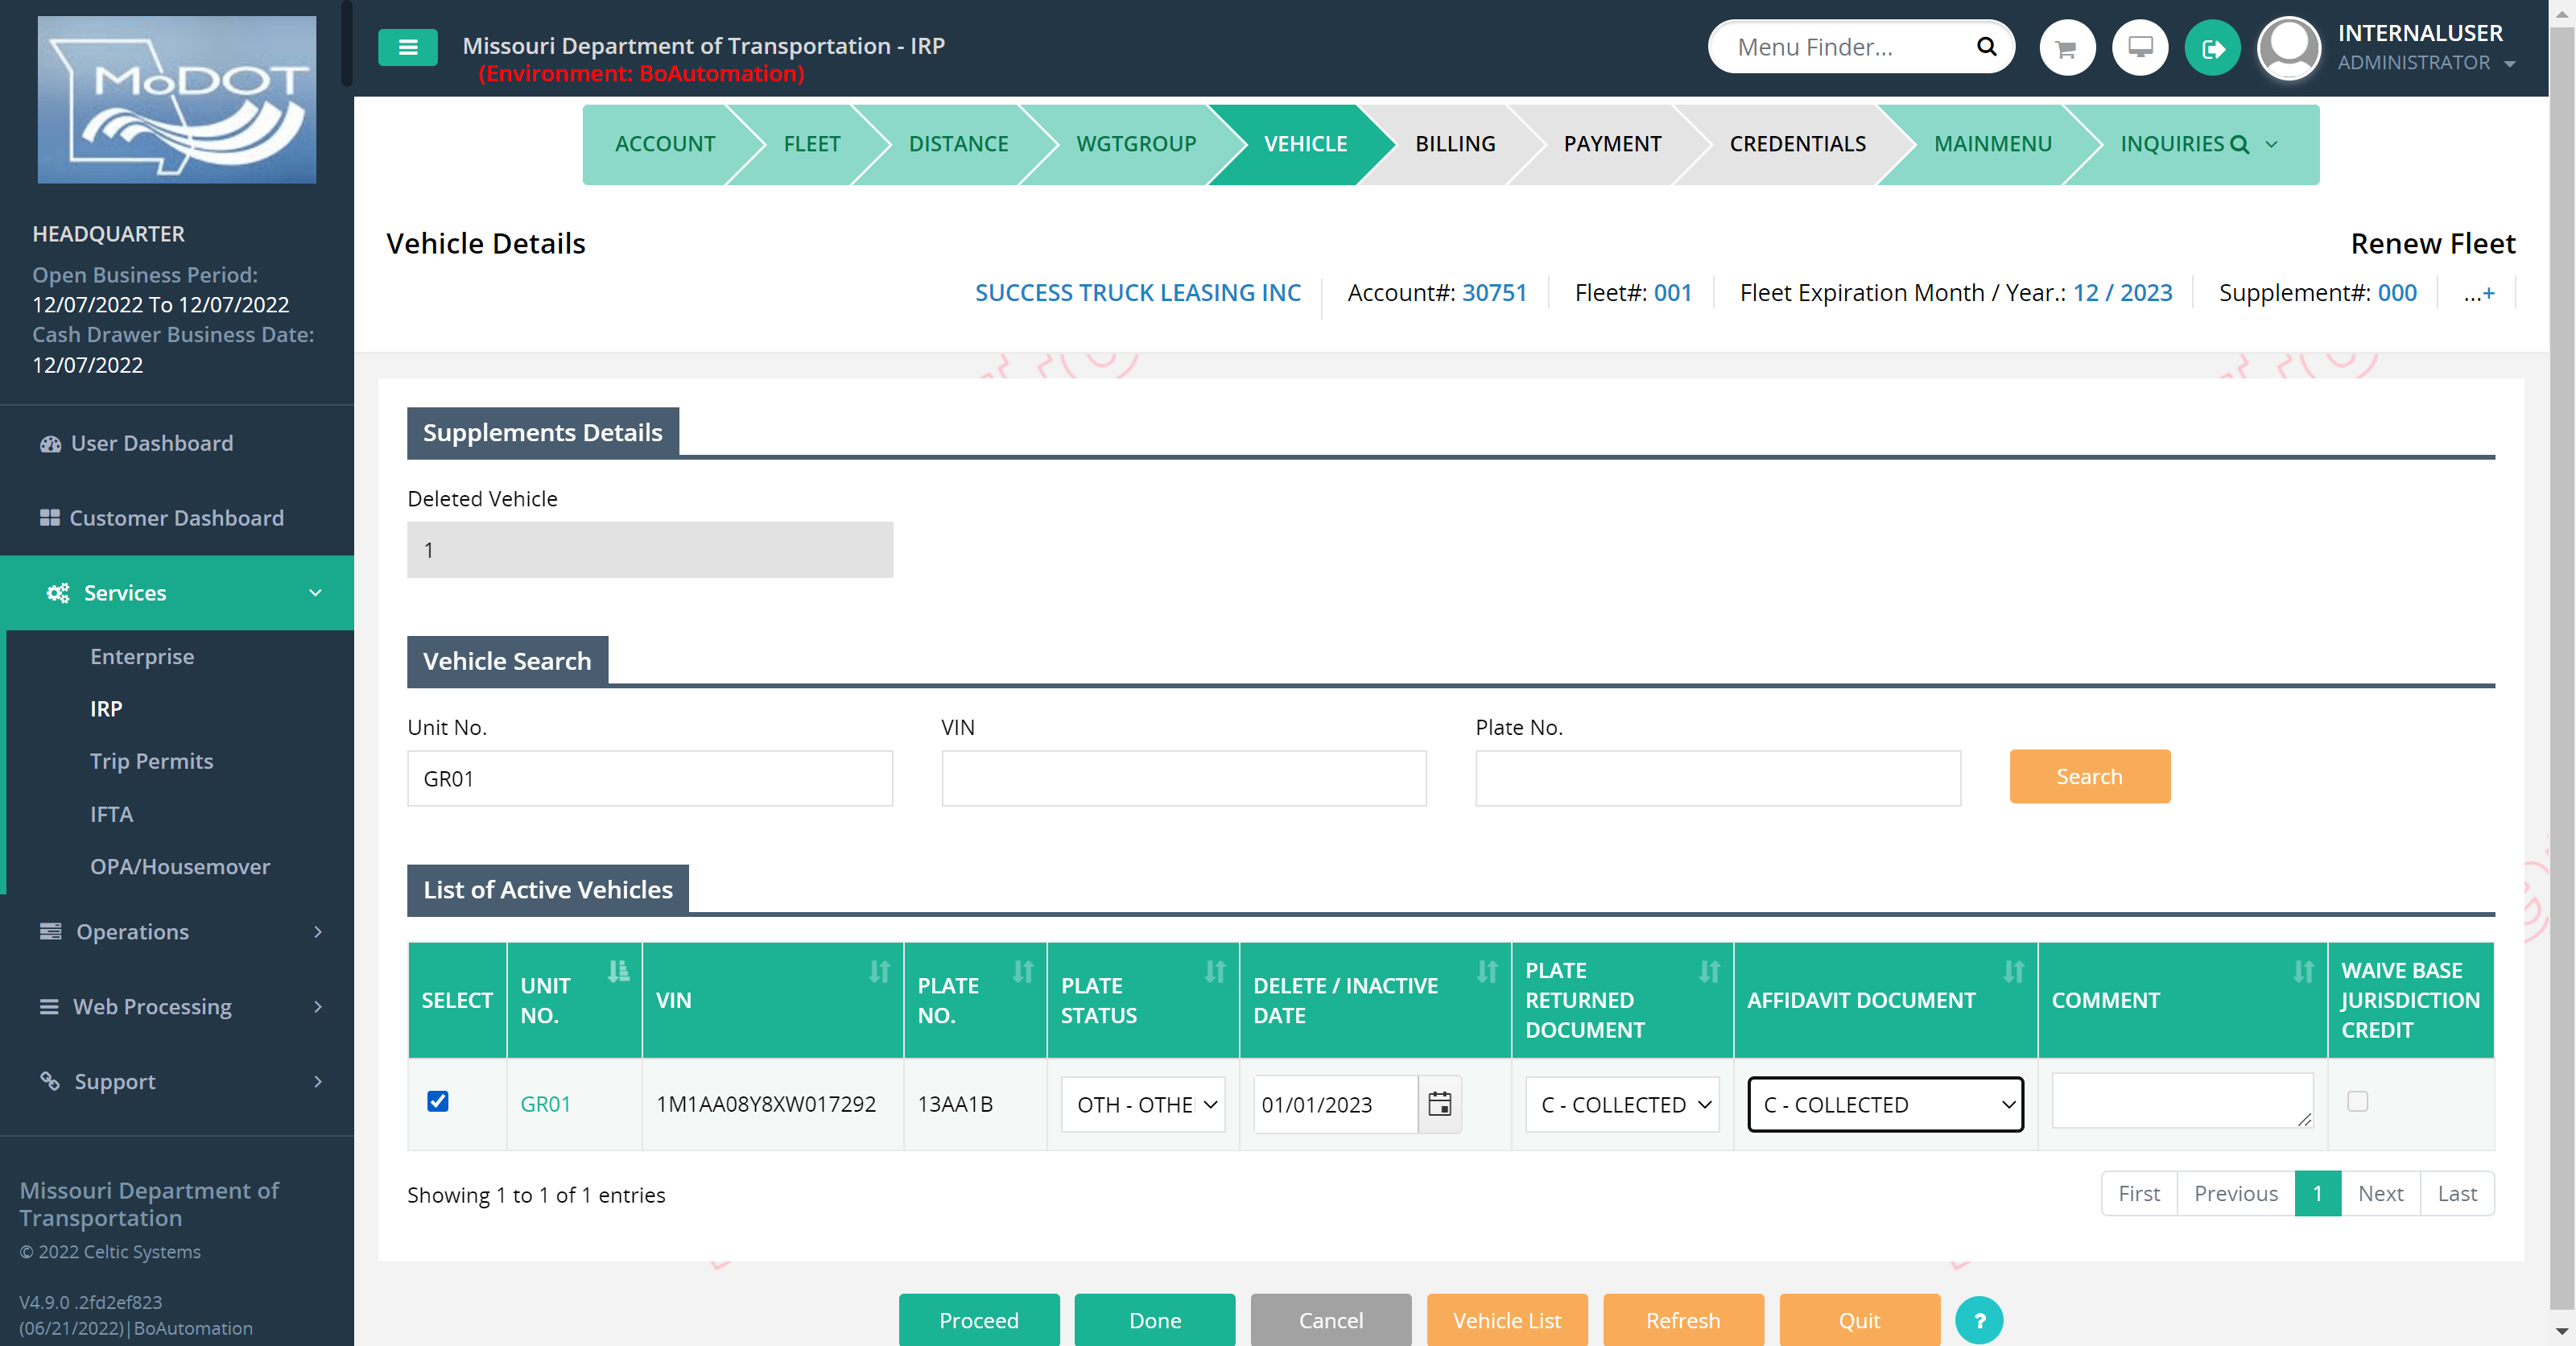 MoDOT
Missouri Department of Transportation - IRP
(Environment: BoAutomation)
Menu Finder...
INTERNALUSER
ADMINISTRATOR
HEADQUARTER
Open Business Period:
12/07/2022 To 12/07/2022
Cash Drawer Business Date:
12/07/2022
User Dashboard
Customer Dashboard
Services
Enterprise
IRP
Trip Permits
IFTA
OPA/Housemover
Operations
Web Processing
Support
Missouri Department of
Transportation
© 2022 Celtic Systems
V4.9.0 .2fd2ef823
(06/21/2022)|BoAutomation
ACCOUNT FLEET DISTANCE WGTGROUP VEHICLE BILLING PAYMENT CREDENTIALS MAINMENU INQUIRIES
Vehicle Details
Renew Fleet
SUCCESS TRUCK LEASING INC Account#: 30751 Fleet#: 001 Fleet Expiration Month / Year.: 12 / 2023 Supplement#: 000 ...+
Supplements Details
Deleted Vehicle
1
Vehicle Search
Unit No. VIN Plate No.
GR01
Search
List of Active Vehicles
SELECT
UNIT
NO.
VIN
PLATE
NO.
PLATE
STATUS
DELETE / INACTIVE
DATE
PLATE
RETURNED
DOCUMENT
AFFIDAVIT DOCUMENT
COMMENT
WAIVE BASE
JURISDICTION
CREDIT
GR01 1M1AA08Y8XW017292 13AA1B OTH - OTHE 01/01/2023 C - COLLECTED C - COLLECTED
Showing 1 to 1 of 1 entries
First Previous 1 Next Last
Proceed Done Cancel Vehicle List Refresh Quit ?